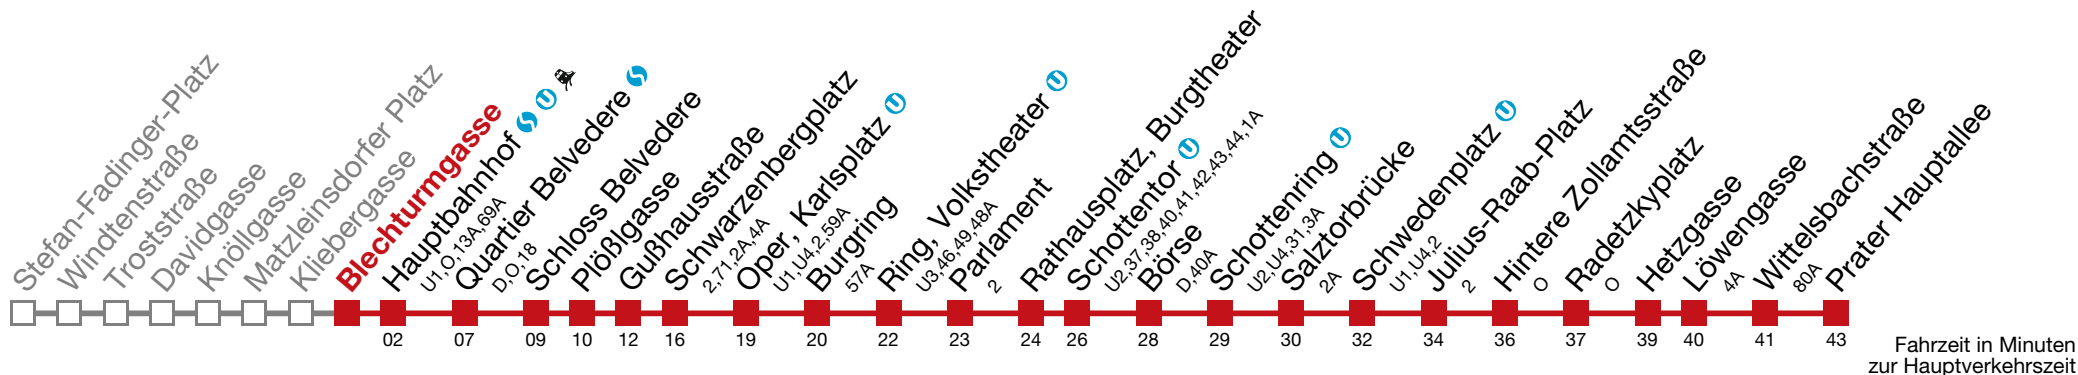 Stefan-Fadinger-Platz
Windtenstraße
Troststraße
Davidgasse
Knöllgasse
Matzleinsdorfer Platz
Kliebergasse
Blechturmgasse
Hauptbahnhof
U1,O,13A,69A
Quartier Belvedere
D,O,18
Schloss Belvedere
Plößlgasse
Gußhausstraße
Schwarzenbergplatz
2,71,2A,4A
Oper, Karlsplatz U
U1,U4,2,59A
Burgring
57A
Ring, Volkstheater U
U3,46,49,48A
Parlament
2
Rathausplatz, Burgtheater
Schottentor U
U2,37,38,40,41,42,43,44,1A
Börse
D,40A
Schottenring U
U2,U4,31,3A
Salztorbrücke
2A
Schwedenplatz U
U1,U4,2
Julius-Raab-Platz
2
Hintere Zollamtsstraße
O
Radetzkyplatz
O
Hetzgasse
Löwengasse
4A
Wittelsbachstraße
80A
Prater Hauptallee
02 07 09 10 12 16 19 20 22 23 24 26 28 29 30 32 34 36 37 39 40 41 43
Fahrzeit in Minuten
zur Hauptverkehrszeit